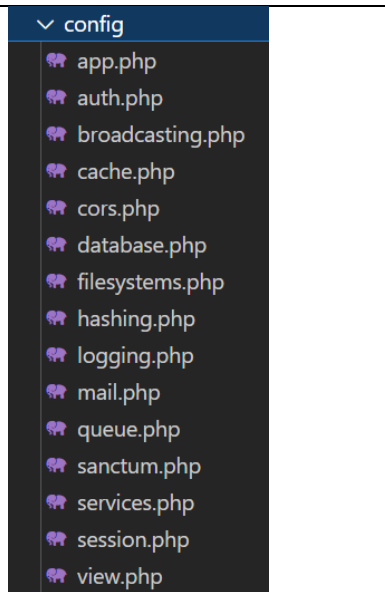 config
app.php
auth.php
broadcasting.php
cache.php
cors.php
database.php
filesystems.php
hashing.php
logging.php
mail.php
queue.php
sanctum.php
services.php
session.php
view.php